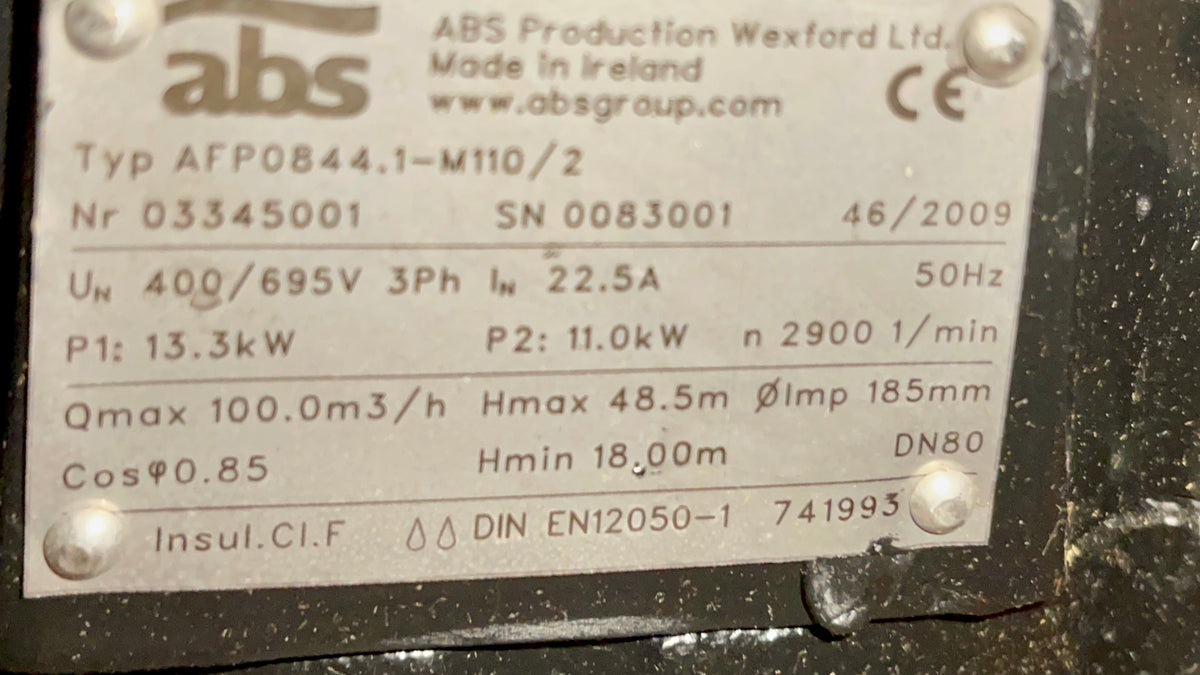 abs
ABS Production Wexford Ltd.
Made in Ireland
www.absgroup.com
CE
Typ AFP0844.1-M110/2
Nr 03345001 SN 0083001 46/2009
UN 400/695V 3Ph IN 22.5A 50Hz
P1: 13.3kW P2: 11.0kW n 2900 1/min
Qmax 100.0m3/h Hmax 48.5m ØImp 185mm
Cosφ0.85 Hmin 18.00m DN80
Insul.Cl.F DIN EN12050-1 741993